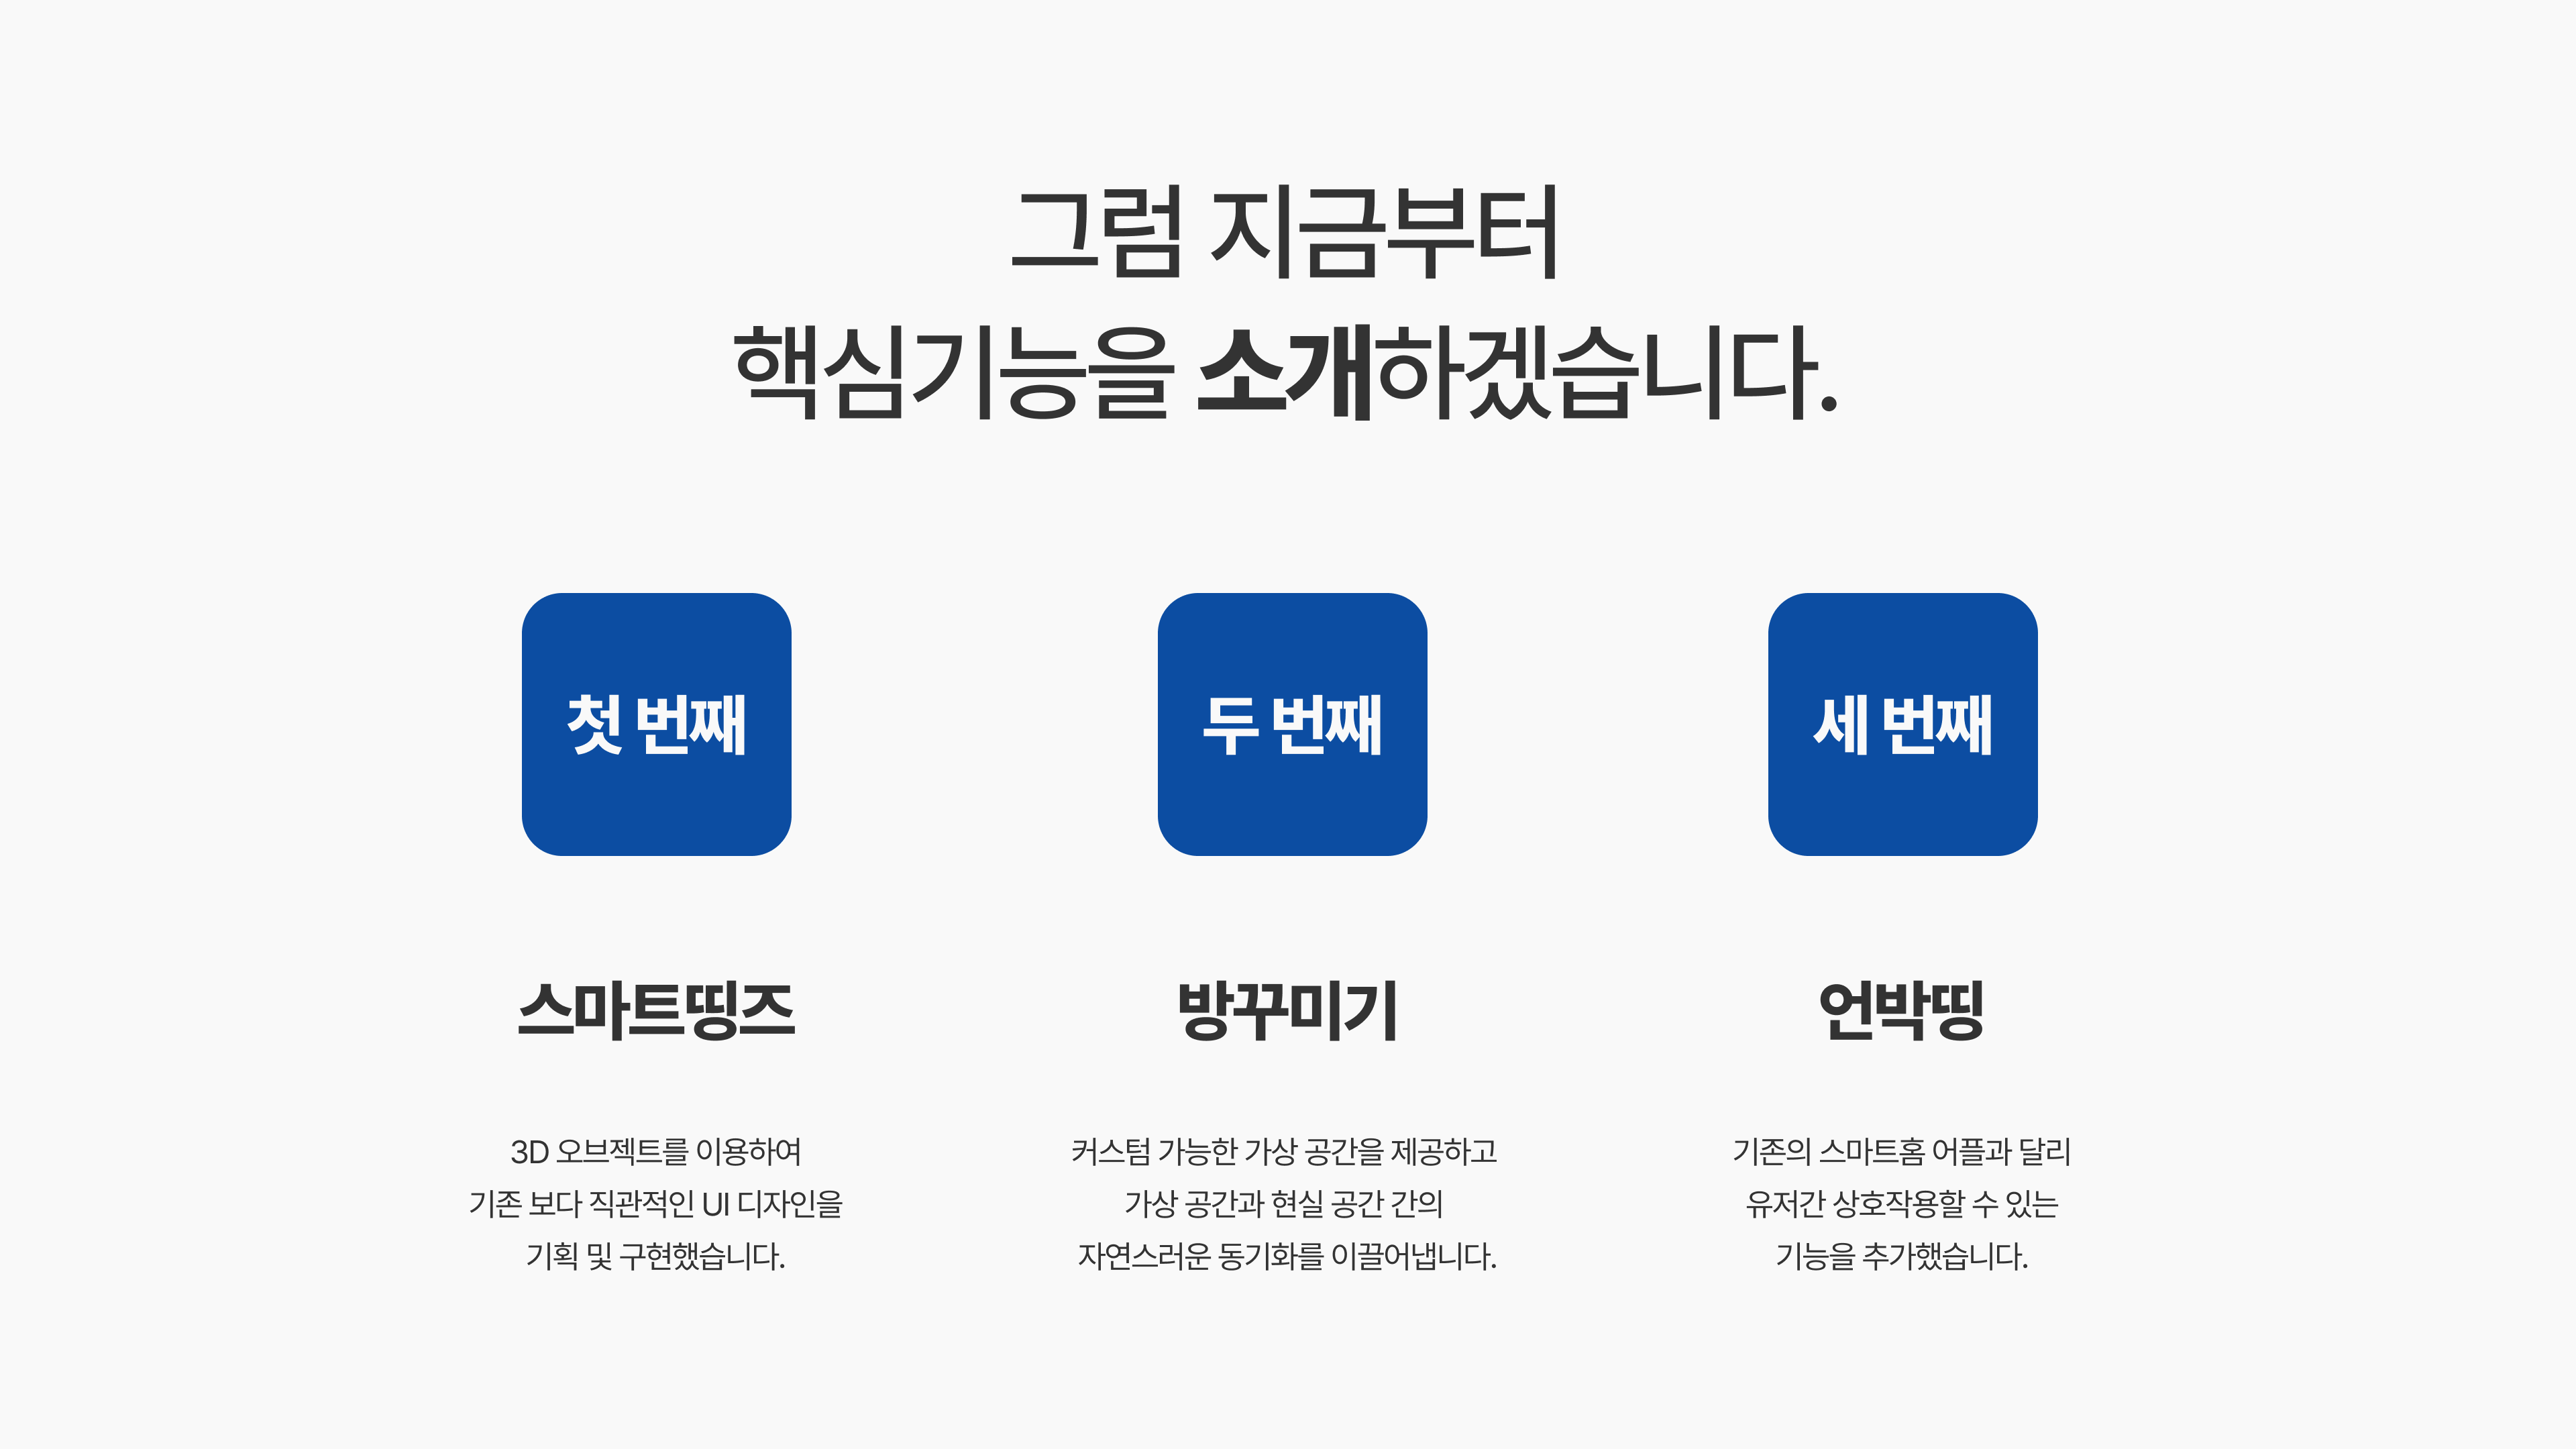 그럼 지금부터
핵심기능을 소개하겠습니다.
첫 번째
스마트띵즈
3D 오브젝트를 이용하여
기존 보다 직관적인 UI 디자인을
기획 및 구현했습니다.
두 번째
방꾸미기
커스텀 가능한 가상 공간을 제공하고
가상 공간과 현실 공간 간의
자연스러운 동기화를 이끌어냅니다.
세 번째
언박띵
기존의 스마트홈 어플과 달리
유저간 상호작용할 수 있는
기능을 추가했습니다.